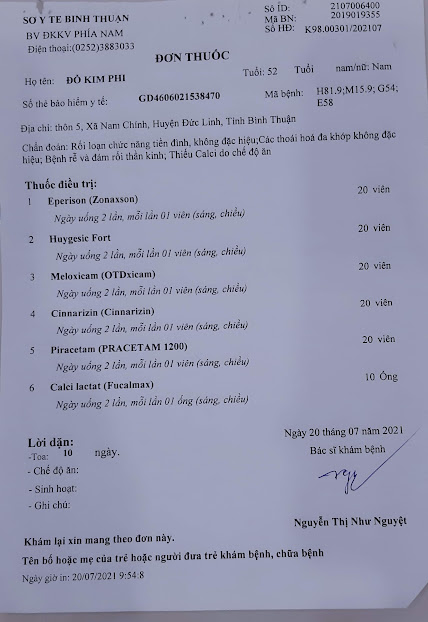 SO Y TE BINH THUẬN
BV ĐKKV PHÍA NAM
Điện thoại:(0252)3883033
Số ID: 2107006400
Mã BN: 2019019355
Số HĐ: K98.00301/202107
ĐƠN THUỐC
Họ tên: ĐỖ KIM PHI Tuổi: 52 Tuổi nam/nữ: Nam
Số thẻ bảo hiểm y tế: GD4606021538470 Mã bệnh: H81.9;M15.9; G54; E58
Địa chỉ: thôn 5, Xã Nam Chính, Huyện Đức Linh, Tỉnh Bình Thuận
Chẩn đoán: Rối loạn chức năng tiền đình, không đặc hiệu;Các thoái hoá đa khớp không đặc
hiệu; Bệnh rễ và đám rối thần kinh; Thiếu Calci do chế độ ăn
Thuốc điều trị:
1 Eperison (Zonaxson) 20 viên
Ngày uống 2 lần, mỗi lần 01 viên (sáng, chiều)
2 Huygesic Fort 20 viên
Ngày uống 2 lần, mỗi lần 01 viên (sáng, chiều)
3 Meloxicam (OTDxicam) 20 viên
Ngày uống 2 lần, mỗi lần 01 viên (sáng, chiều)
4 Cinnarizin (Cinnarizin) 20 viên
Ngày uống 2 lần, mỗi lần 01 viên (sáng, chiều)
5 Piracetam (PRACETAM 1200) 20 viên
Ngày uống 2 lần, mỗi lần 01 viên (sáng, chiều)
6 Calci lactat (Fucalmax) 10 Ống
Ngày uống 2 lần, mỗi lần 01 ống (sáng, chiều)
Lời dặn:
-Toa: 10 ngày.
- Chế độ ăn:
- Sinh hoạt:
- Ghi chú:
Ngày 20 tháng 07 năm 2021
Bác sĩ khám bệnh
Nguyễn Thị Như Nguyệt
Khám lại xin mang theo đơn này.
Tên bố hoặc mẹ của trẻ hoặc người đưa trẻ khám bệnh, chữa bệnh
Ngày giờ in: 20/07/2021 9:54:8